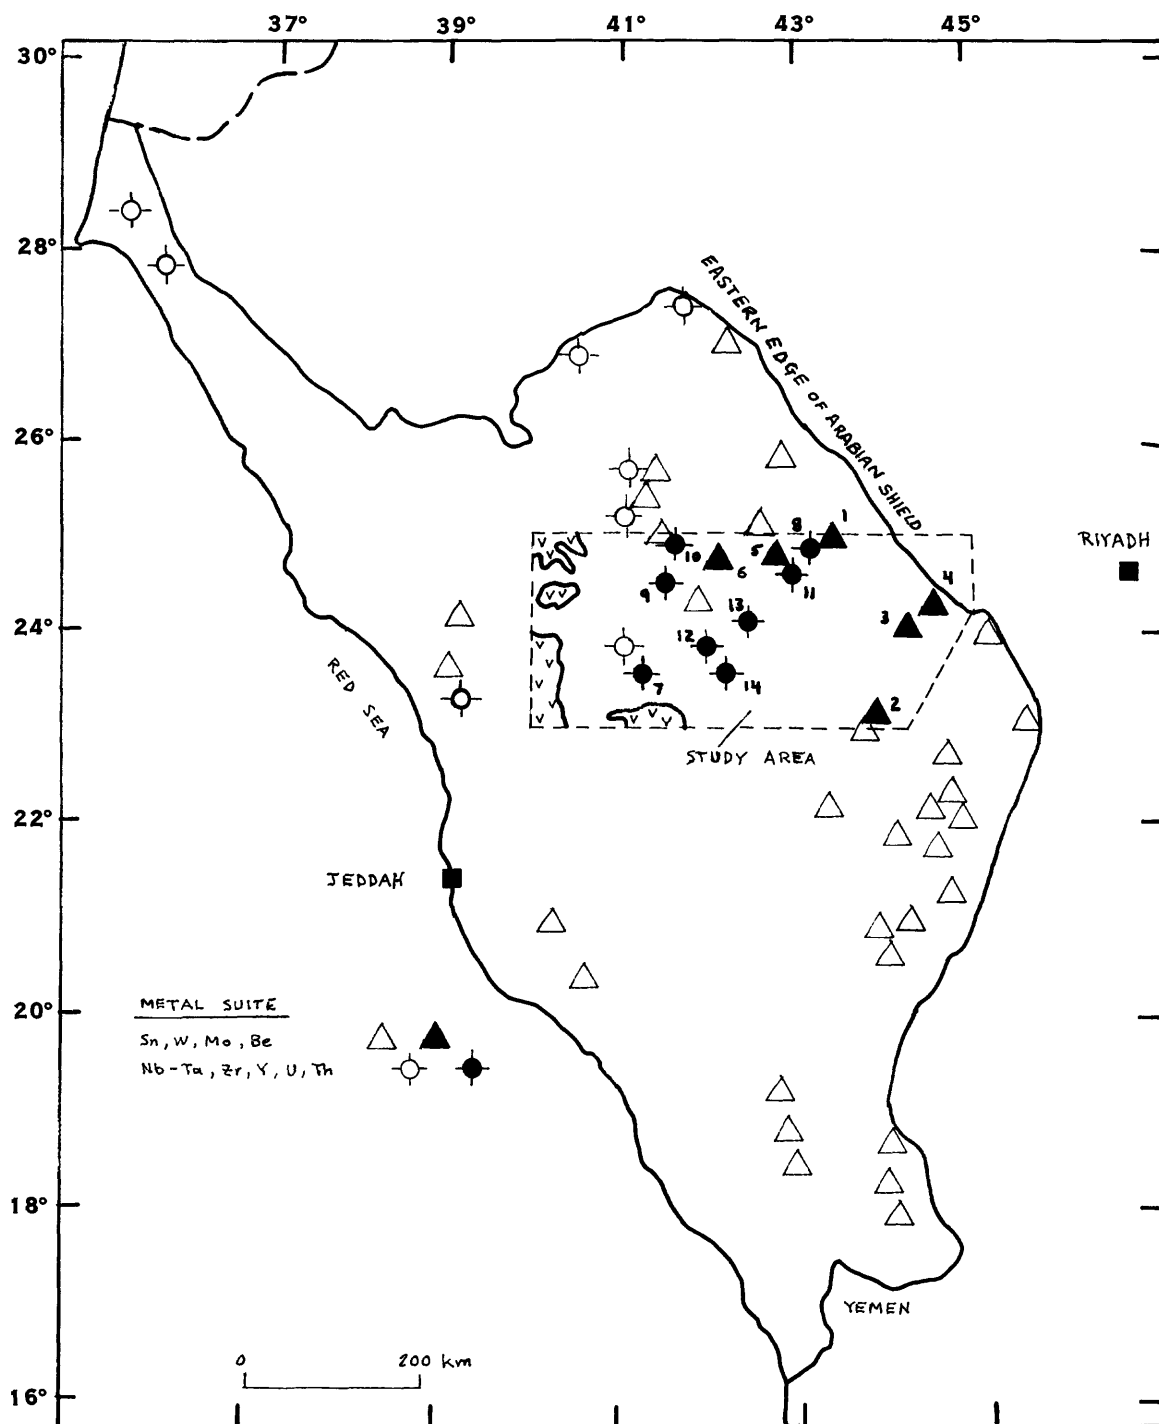 37° 39° 41° 43° 45°
30°
28°
EASTERN EDGE OF ARABIAN SHIELD
26°
1
8
RIYADH
10
5
6
4
9
11
13
3
24°
12
7
14
2
RED SEA
STUDY AREA
22°
JEDDAH
20°
METAL SUITE
Sn, W, Mo, Be
Nb-Ta, Zr, Y, U, Th
18°
YEMEN
0 200 km
16°